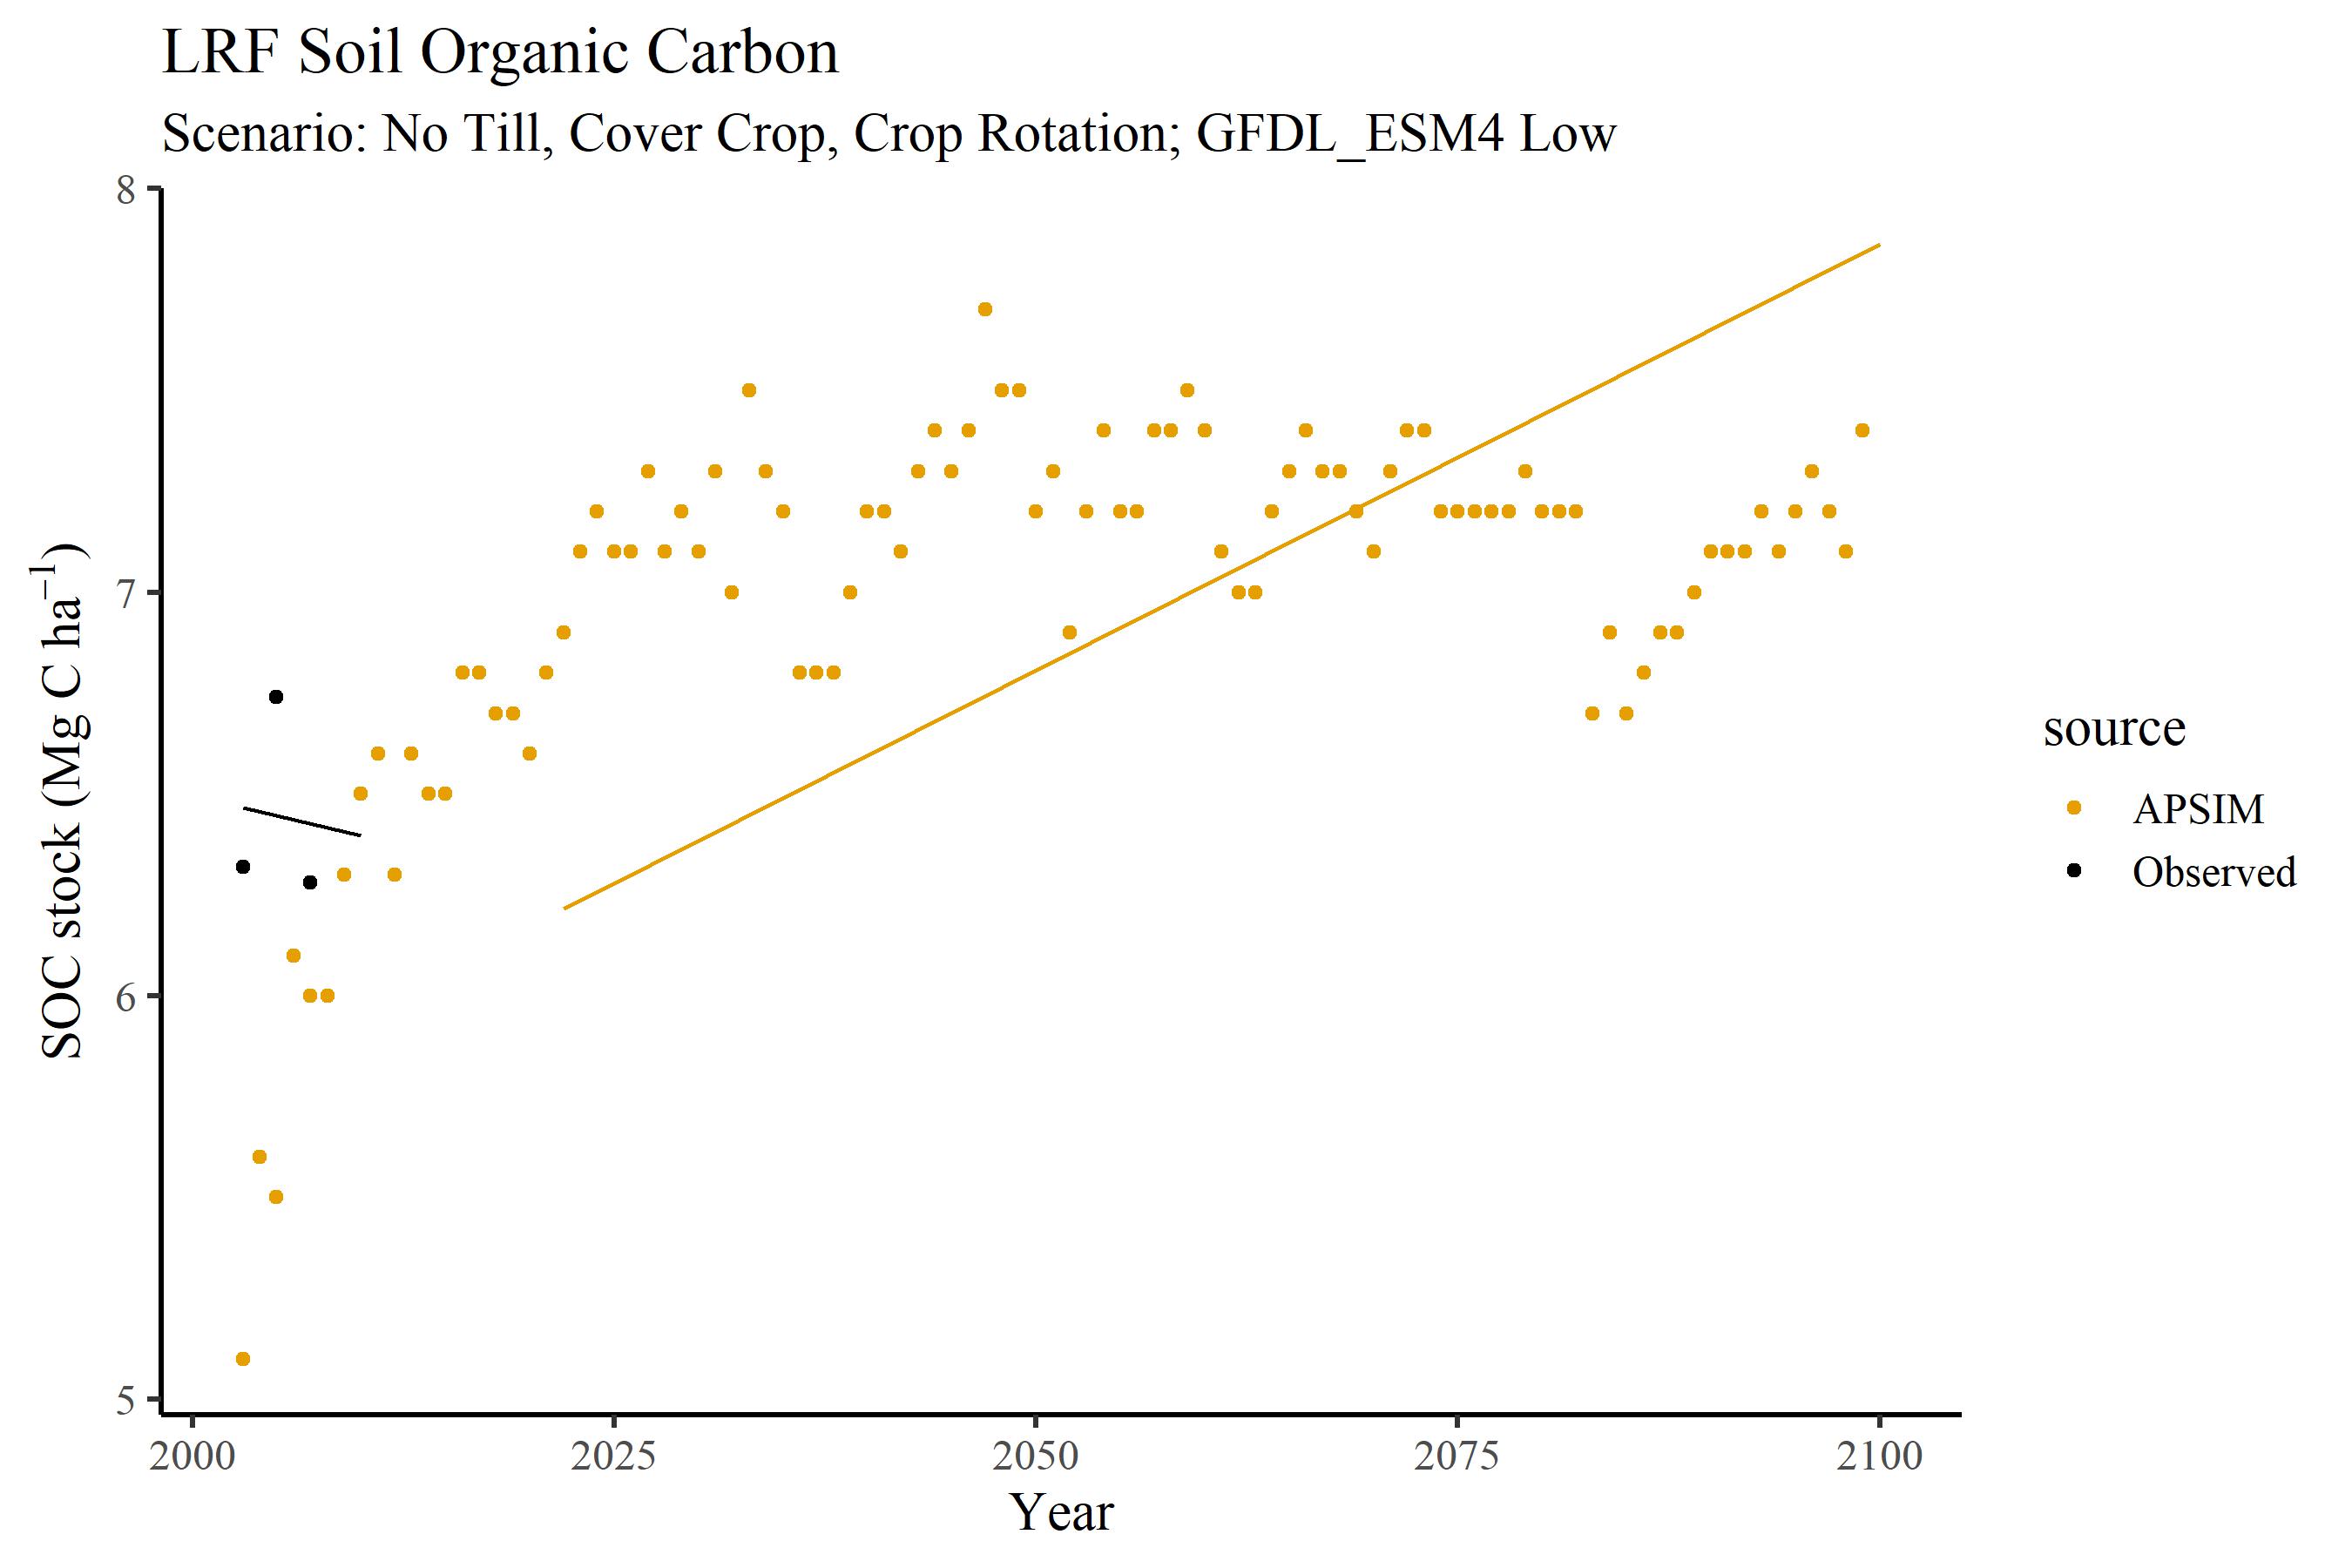 LRF Soil Organic Carbon
Scenario: No Till, Cover Crop, Crop Rotation; GFDL_ESM4 Low
SOC stock (Mg C ha⁻¹)
8
7
6
5
2000 2025 2050 2075 2100
Year
source
APSIM
Observed